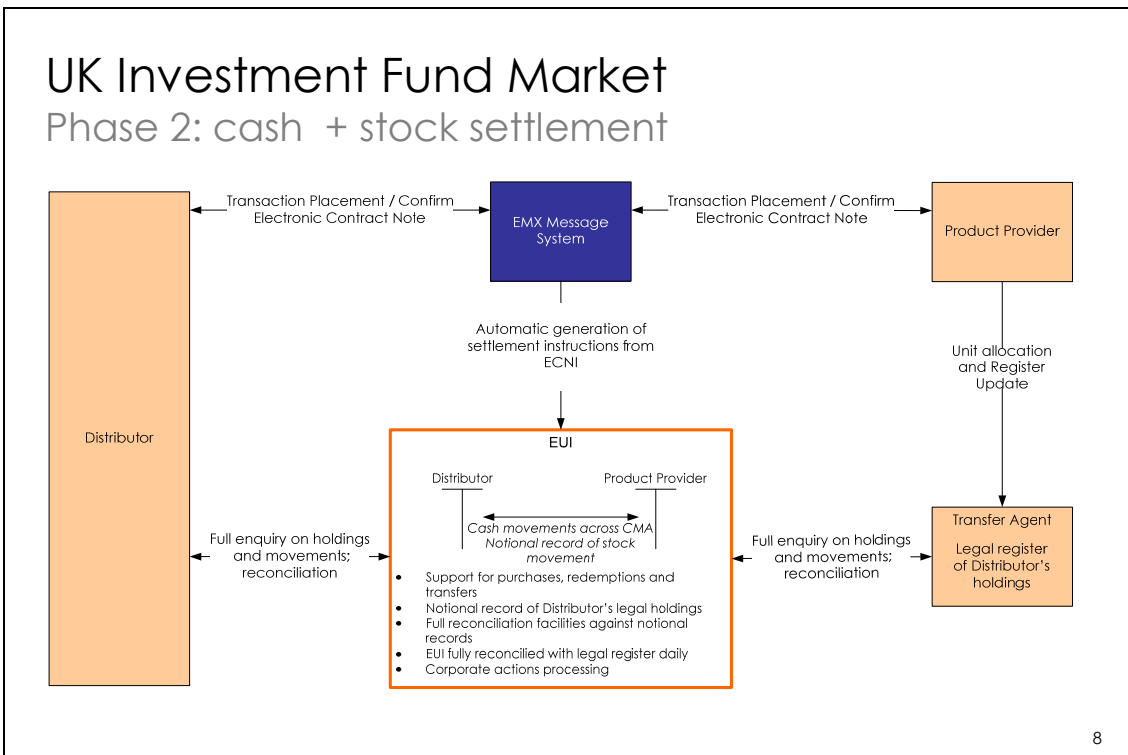 UK Investment Fund Market
Phase 2: cash + stock settlement
Transaction Placement / Confirm
Electronic Contract Note
EMX Message
System
Transaction Placement / Confirm
Electronic Contract Note
Product Provider
Automatic generation of
settlement instructions from
ECNI
Unit allocation
and Register
Update
Distributor
EUI
Distributor
Product Provider
Cash movements across CMA
Notional record of stock
movement
Full enquiry on holdings
and movements;
reconciliation
Full enquiry on holdings
and movements;
reconciliation
Transfer Agent
Legal register
of Distributor's
holdings
• Support for purchases, redemptions and
transfers
• Notional record of Distributor's legal holdings
• Full reconciliation facilities against notional
records
• EUI fully reconcilied with legal register daily
• Corporate actions processing
8